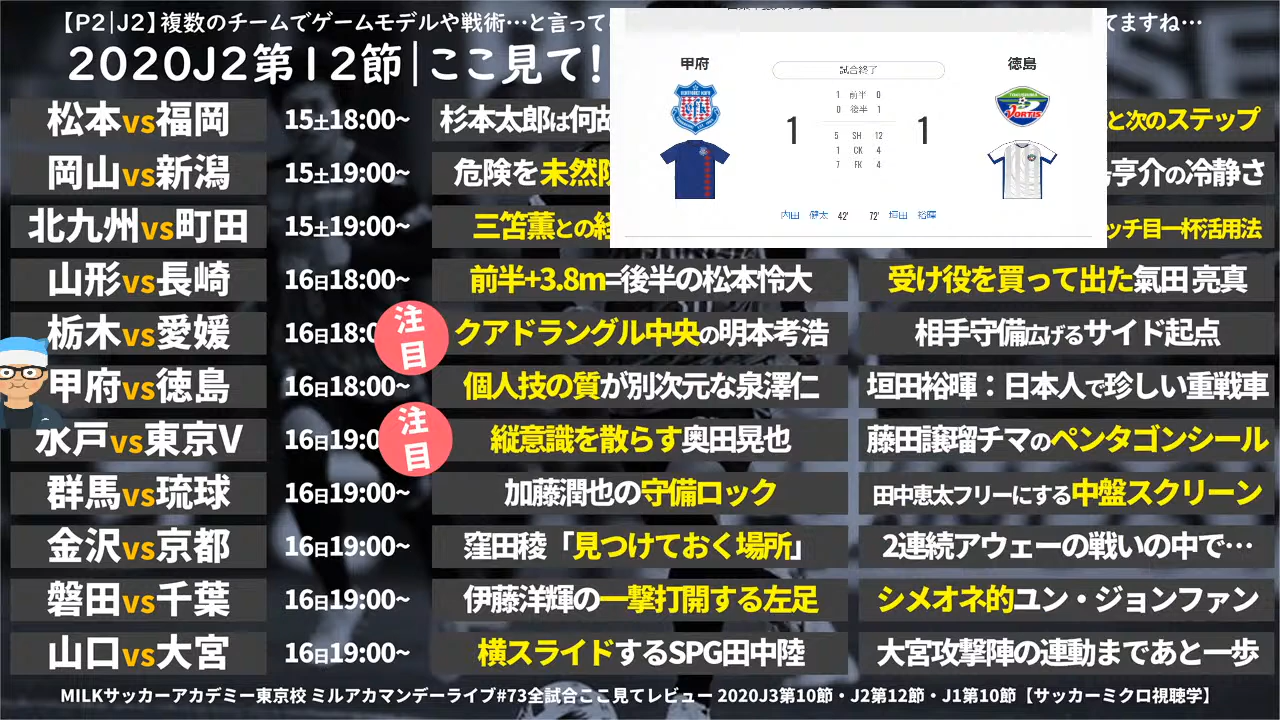 【P2|J2】複数のチームでゲームモデルや戦術…と言って
てますね…
2020J2第12節|ここ見て!
甲府
試合終了
徳島
1 前半 0
0 後半 1
1
1
5 SH 12
1 CK 4
7 FK 4
内田 健太 42'
72' 垣田 裕暉
松本vs福岡 15土18:00~ 杉本太郎は何故 と次のステップ
岡山vs新潟 15土19:00~ 危険を未然防 亨介の冷静さ
北九州vs町田 15土19:00~ 三笘薫との経 ッチ目一杯活用法
山形vs長崎 16日18:00~ 前半+3.8m=後半の松本怜大 受け役を買って出た氣田 亮真
栃木vs愛媛 16日18:0 注目 クアドラングル中央の明本考浩 相手守備広げるサイド起点
甲府vs徳島 16日18:00~ 個人技の質が別次元な泉澤仁 垣田裕暉：日本人で珍しい重戦車
水戸vs東京V 16日19:0 注目 縦意識を散らす奥田晃也 藤田譲瑠チマのペンタゴンシール
群馬vs琉球 16日19:00~ 加藤潤也の守備ロック 田中恵太フリーにする中盤スクリーン
金沢vs京都 16日19:00~ 窪田稜「見つけておく場所」 2連続アウェーの戦いの中で…
磐田vs千葉 16日19:00~ 伊藤洋輝の一撃打開する左足 シメオネ的ユン・ジョンファン
山口vs大宮 16日19:00~ 横スライドするSPG田中陸 大宮攻撃陣の連動まであと一歩
MILKサッカーアカデミー東京校 ミルアカマンデーライブ#73全試合ここ見てレビュー 2020J3第10節・J2第12節・J1第10節【サッカーミクロ視聴学】